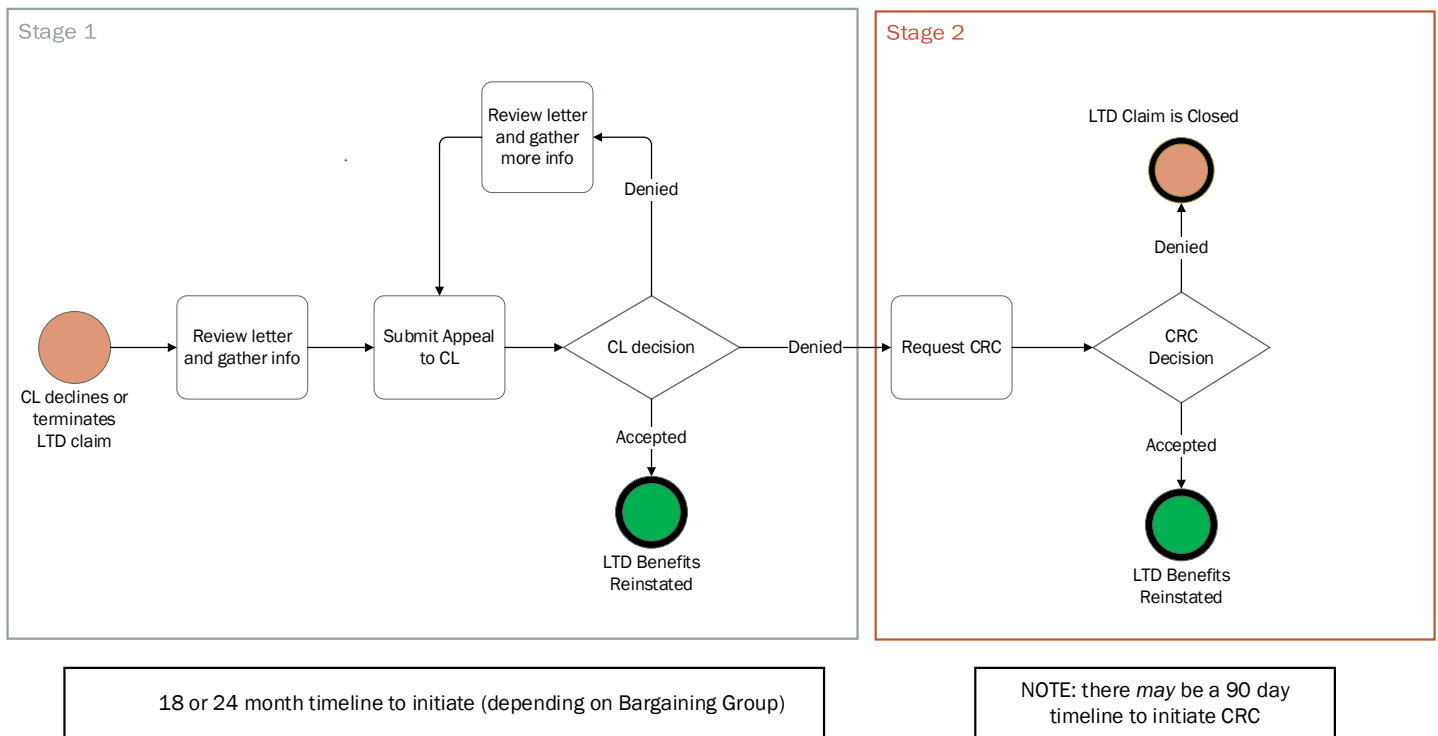 Stage 1
Stage 2
Review letter
and gather
more info
Denied
LTD Claim is Closed
Denied
CL declines or
terminates
LTD claim
Review letter
and gather info
Submit Appeal
to CL
CL decision
Denied
Request CRC
CRC
Decision
Accepted
LTD Benefits
Reinstated
Accepted
LTD Benefits
Reinstated
18 or 24 month timeline to initiate (depending on Bargaining Group)
NOTE: there may be a 90 day
timeline to initiate CRC